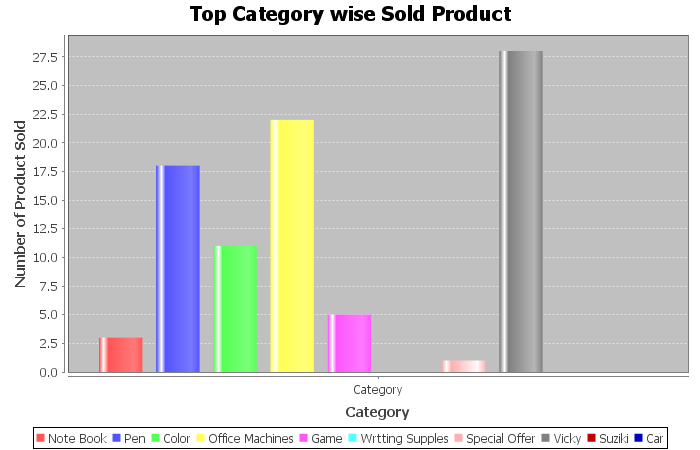 Top Category wise Sold Product
Number of Product Sold
27.5
25.0
22.5
20.0
17.5
15.0
12.5
10.0
7.5
5.0
2.5
0.0
Category
Category
Note Book Pen Color Office Machines Game Wrtting Supples Special Offer Vicky Suziki Car